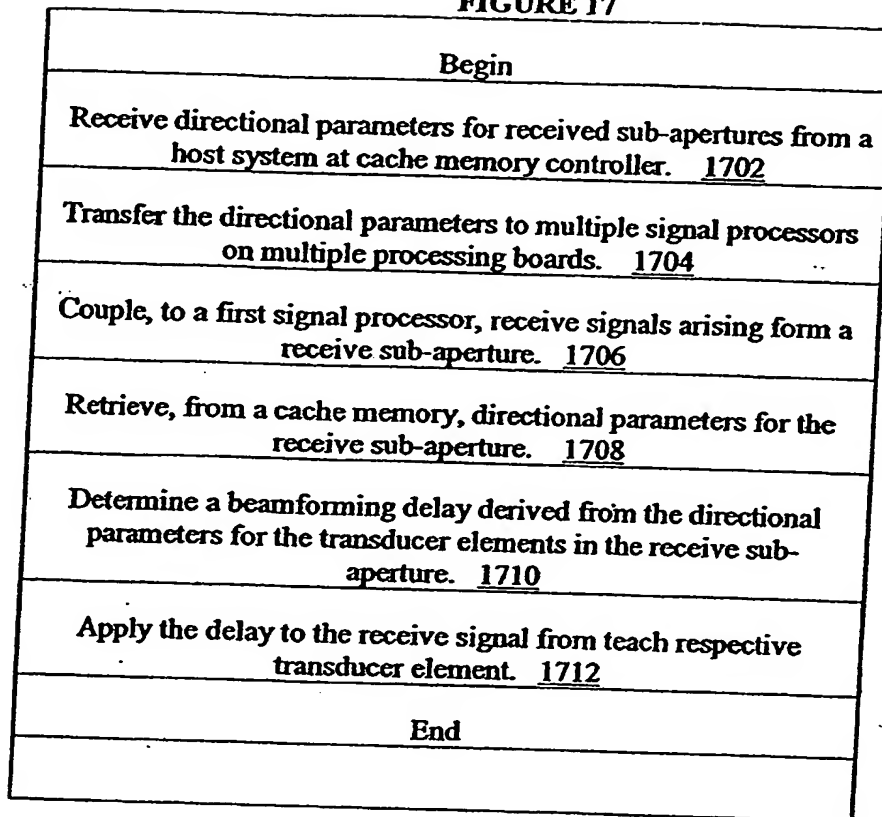 FIGURE 17
Begin
Receive directional parameters for received sub-apertures from a
host system at cache memory controller. 1702
Transfer the directional parameters to multiple signal processors
on multiple processing boards. 1704
Couple, to a first signal processor, receive signals arising form a
receive sub-aperture. 1706
Retrieve, from a cache memory, directional parameters for the
receive sub-aperture. 1708
Determine a beamforming delay derived from the directional
parameters for the transducer elements in the receive sub-
aperture. 1710
Apply the delay to the receive signal from teach respective
transducer element. 1712
End